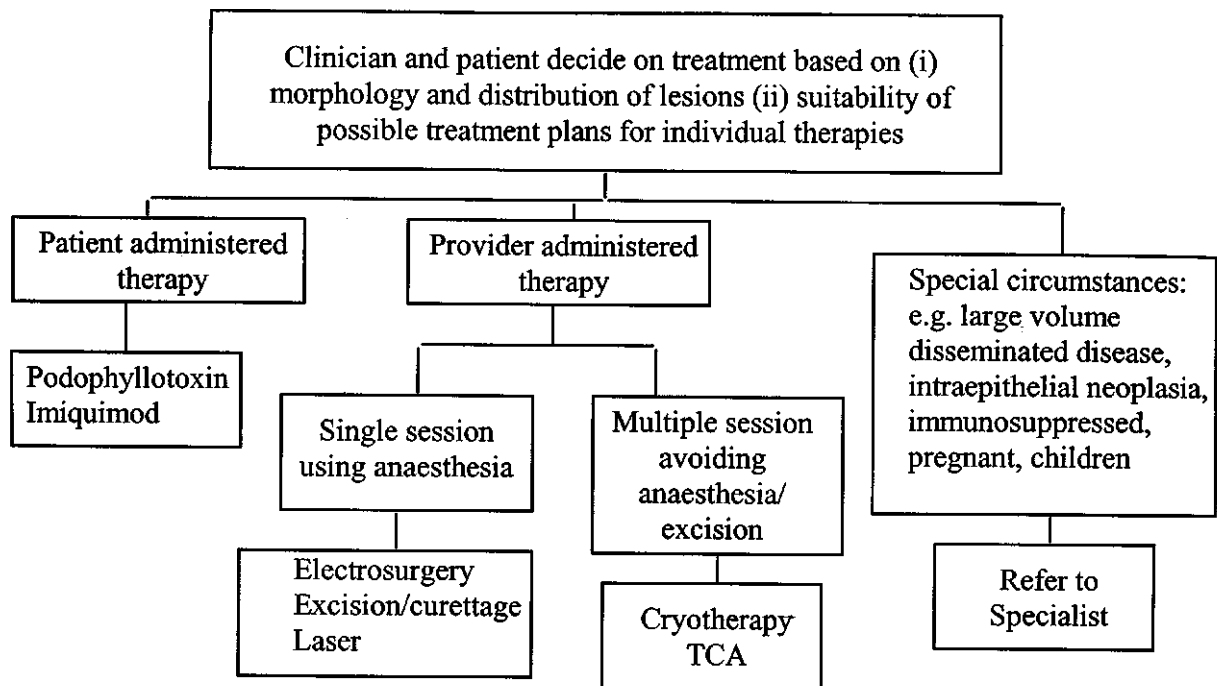 Clinician and patient decide on treatment based on (i)
morphology and distribution of lesions (ii) suitability of
possible treatment plans for individual therapies
Patient administered
therapy
Provider administered
therapy
Special circumstances:
e.g. large volume
disseminated disease,
intraepithelial neoplasia,
immunosuppressed,
pregnant, children
Podophyllotoxin
Imiquimod
Single session
using anaesthesia
Multiple session
avoiding
anaesthesia/
excision
Electrosurgery
Excision/curettage
Laser
Cryotherapy
TCA
Refer to
Specialist